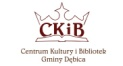 CKiB
Centrum Kultury i Bibliotek
Gminy Dębica